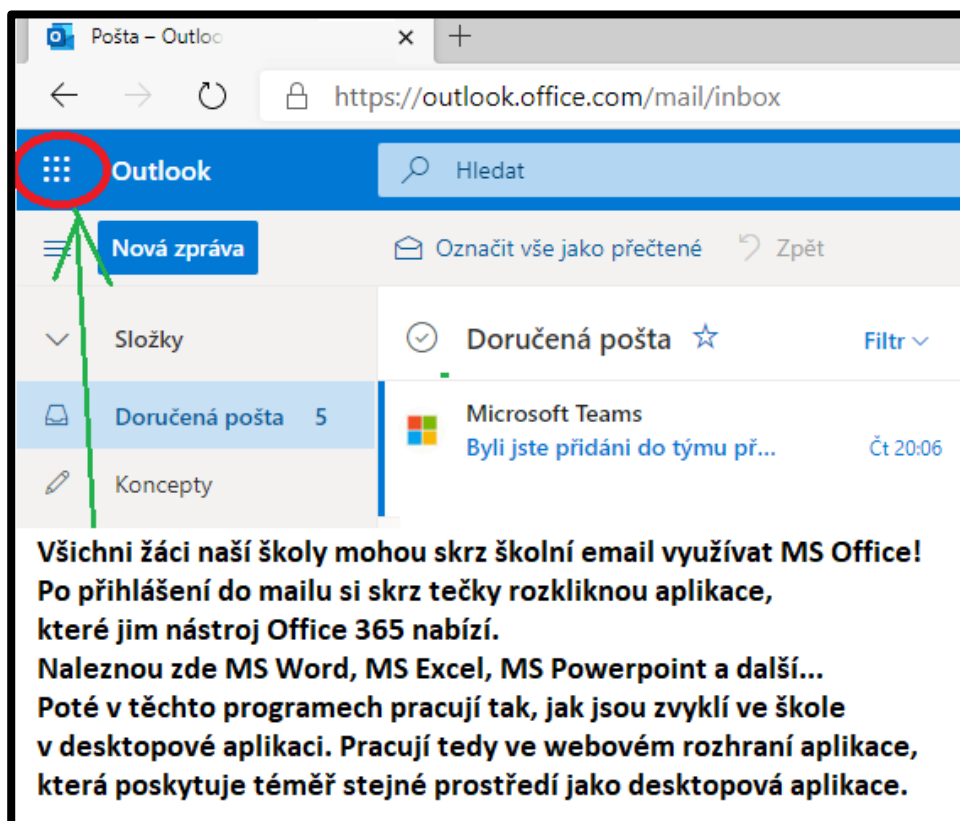 Pošta – Outloo
https://outlook.office.com/mail/inbox
Outlook
Hledat
Nová zpráva
Označit vše jako přečtené
Zpět
Složky
Doručená pošta
Filtr
Doručená pošta 5
Microsoft Teams
Byli jste přidáni do týmu př...
Čt 20:06
Koncepty
Všichni žáci naší školy mohou skrz školní email využívat MS Office!
Po přihlášení do mailu si skrz tečky rozkliknou aplikace,
které jim nástroj Office 365 nabízí.
Naleznou zde MS Word, MS Excel, MS Powerpoint a další...
Poté v těchto programech pracují tak, jak jsou zvyklí ve škole
v desktopové aplikaci. Pracují tedy ve webovém rozhraní aplikace,
která poskytuje téměř stejné prostředí jako desktopová aplikace.